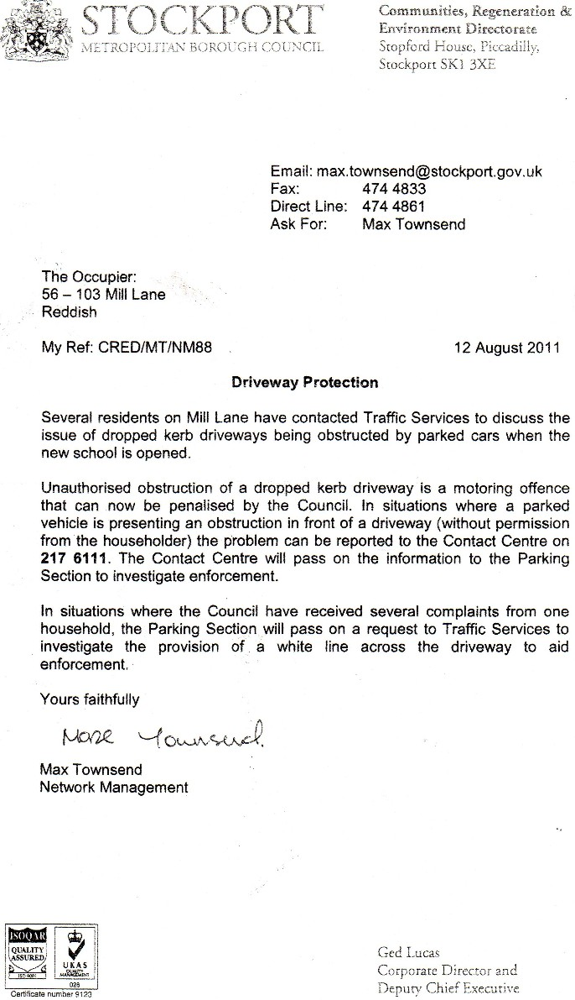 STOCKPORT
METROPOLITAN BOROUGH COUNCIL
Communities, Regeneration &
Environment Directorate
Stopford House, Piccadilly,
Stockport SK1 3XE
Email: max.townsend@stockport.gov.uk
Fax: 474 4833
Direct Line: 474 4861
Ask For: Max Townsend
The Occupier:
56 – 103 Mill Lane
Reddish
My Ref: CRED/MT/NM88 12 August 2011
Driveway Protection
Several residents on Mill Lane have contacted Traffic Services to discuss the
issue of dropped kerb driveways being obstructed by parked cars when the
new school is opened.
Unauthorised obstruction of a dropped kerb driveway is a motoring offence
that can now be penalised by the Council. In situations where a parked
vehicle is presenting an obstruction in front of a driveway (without permission
from the householder) the problem can be reported to the Contact Centre on
217 6111. The Contact Centre will pass on the information to the Parking
Section to investigate enforcement.
In situations where the Council have received several complaints from one
household, the Parking Section will pass on a request to Traffic Services to
investigate the provision of a white line across the driveway to aid
enforcement.
Yours faithfully
Max Townsend
Max Townsend
Network Management
ISOQAR
QUALITY
ASSURED
ISO 9001
UKAS
QUALITY
MANAGEMENT
026
Certificate number 9123
Ged Lucas
Corporate Director and
Deputy Chief Executive